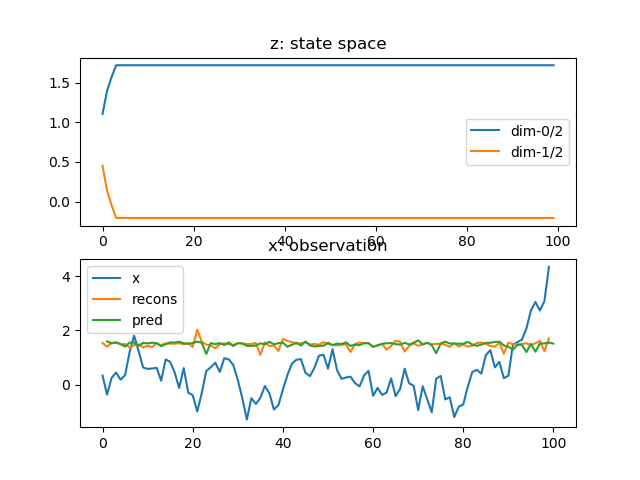 z: state space
1.5
1.0
0.5
0.0
dim-0/2
dim-1/2
0 20 40 60 80 100
x: observation
4
2
0
x
recons
pred
0 20 40 60 80 100